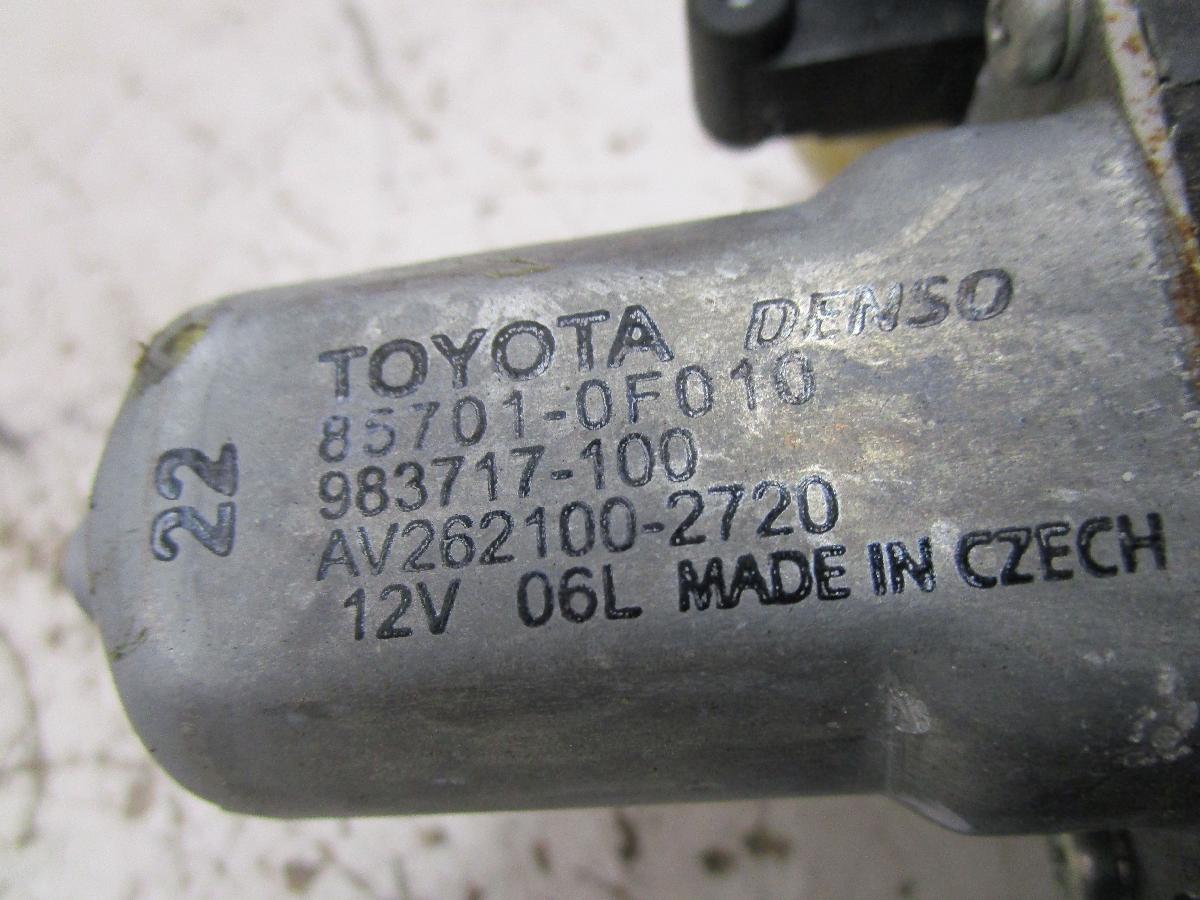 TOYOTA DENSO
85701-0F010
983717-100
AV262100-2720
12V 06L MADE IN CZECH
22